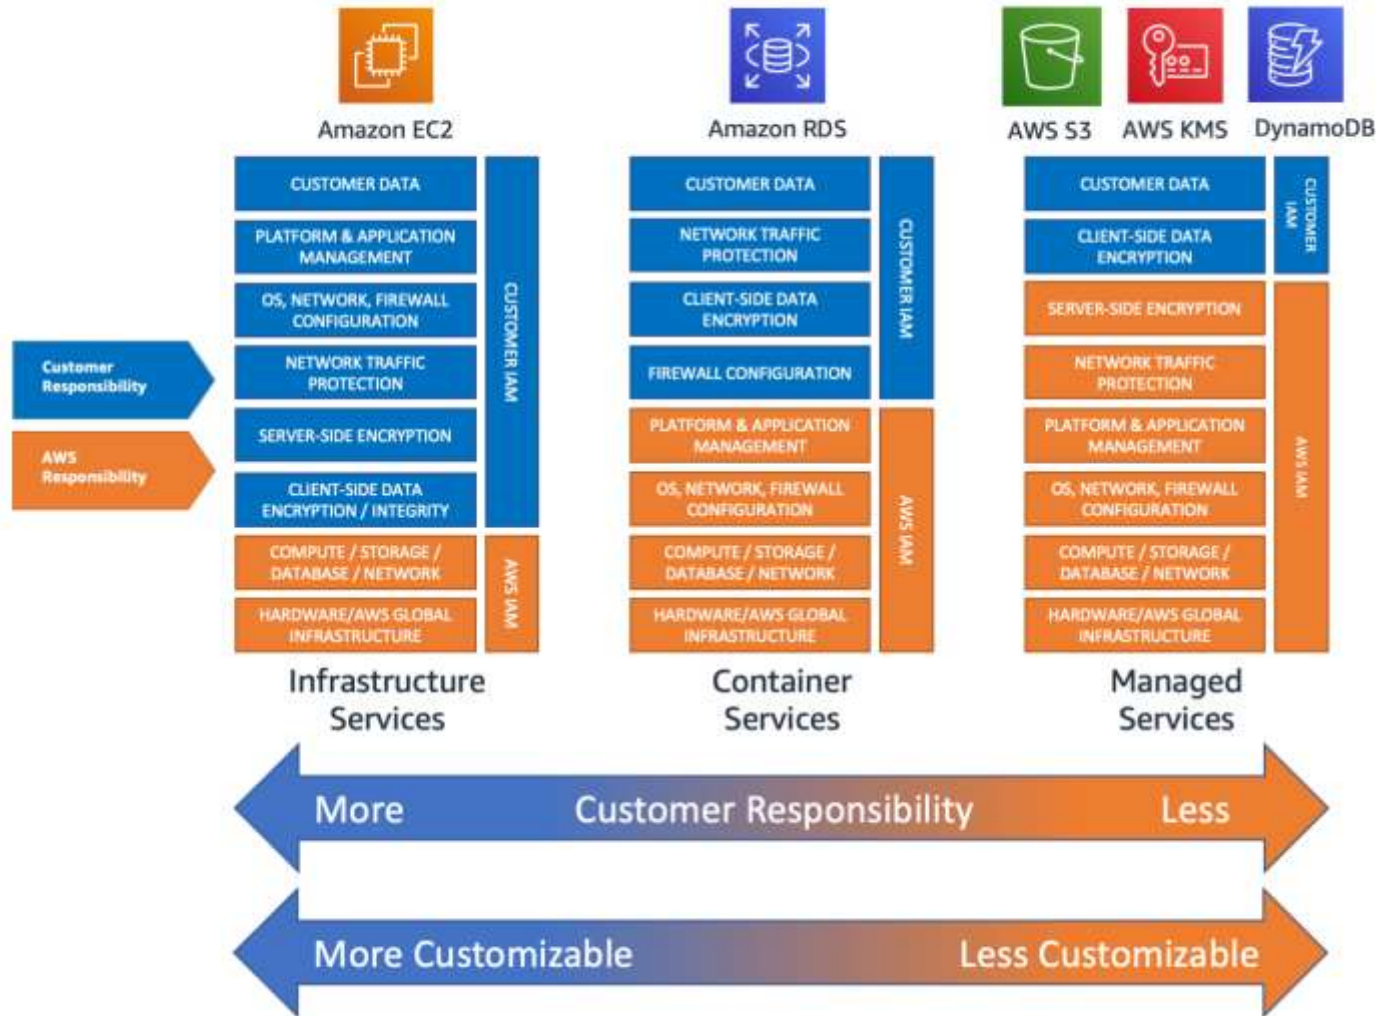 Amazon EC2
CUSTOMER DATA
PLATFORM & APPLICATION
MANAGEMENT
OS, NETWORK, FIREWALL
CONFIGURATION
NETWORK TRAFFIC
PROTECTION
SERVER-SIDE ENCRYPTION
CLIENT-SIDE DATA
ENCRYPTION / INTEGRITY
COMPUTE / STORAGE /
DATABASE / NETWORK
HARDWARE/AWS GLOBAL
INFRASTRUCTURE
CUSTOMER IAM
AWS IAM
Infrastructure
Services
Customer
Responsibility
AWS
Responsibility
Amazon RDS
CUSTOMER DATA
NETWORK TRAFFIC
PROTECTION
CLIENT-SIDE DATA
ENCRYPTION
FIREWALL CONFIGURATION
PLATFORM & APPLICATION
MANAGEMENT
OS, NETWORK, FIREWALL
CONFIGURATION
COMPUTE / STORAGE /
DATABASE / NETWORK
HARDWARE/AWS GLOBAL
INFRASTRUCTURE
CUSTOMER IAM
AWS IAM
Container
Services
AWS S3
AWS KMS
DynamoDB
CUSTOMER DATA
CLIENT-SIDE DATA
ENCRYPTION
SERVER-SIDE ENCRYPTION
NETWORK TRAFFIC
PROTECTION
PLATFORM & APPLICATION
MANAGEMENT
OS, NETWORK, FIREWALL
CONFIGURATION
COMPUTE / STORAGE /
DATABASE / NETWORK
HARDWARE/AWS GLOBAL
INFRASTRUCTURE
CUSTOMER
IAM
AWS IAM
Managed
Services
More Customer Responsibility Less
More Customizable Less Customizable